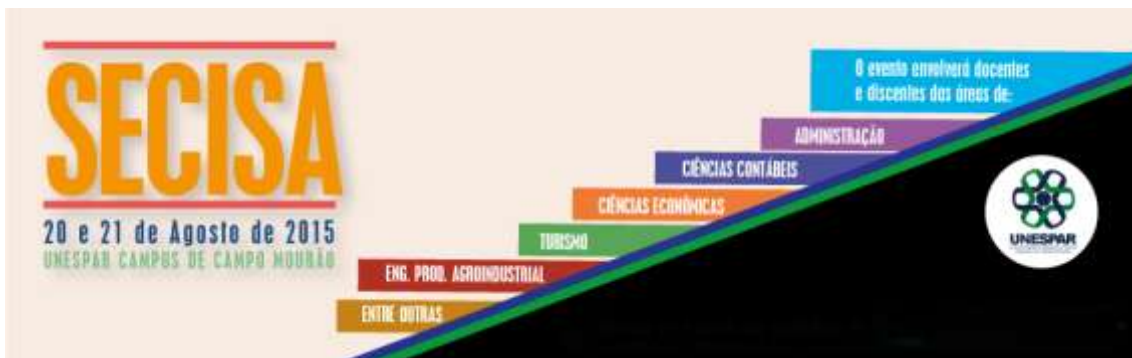 SECISA
20 e 21 de Agosto de 2015
UNESPAR CAMPUS DE CAMPO MOURÃO
O evento envolverá docentes
e discentes das áreas de:
ADMINISTRAÇÃO
CIÊNCIAS CONTÁBEIS
CIÊNCIAS ECONÔMICAS
TURISMO
ENG. PROD. AGROINDUSTRIAL
ENTRE OUTRAS
UNESPAR